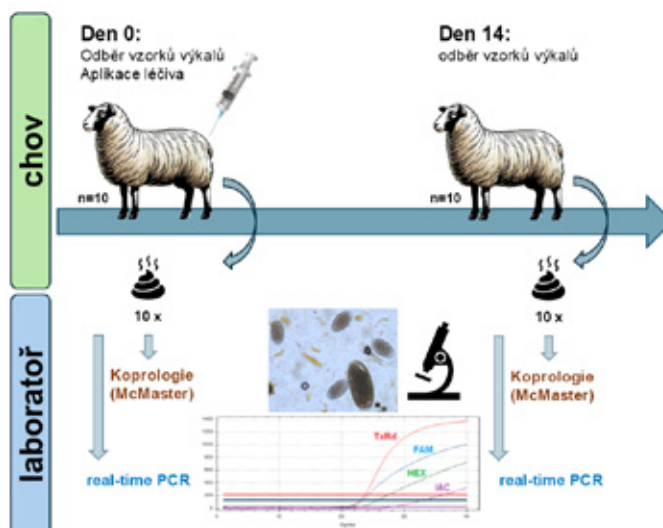 chov
Den 0:
Odběr vzorků výkalů
Aplikace léčiva
n=10
Den 14:
odběr vzorků výkalů
n=10
laboratoř
10 x
Koprologie
(McMaster)
real-time PCR
TxRd
FAM
HEX
IAC
10 x
Koprologie
(McMaster)
real-time PCR